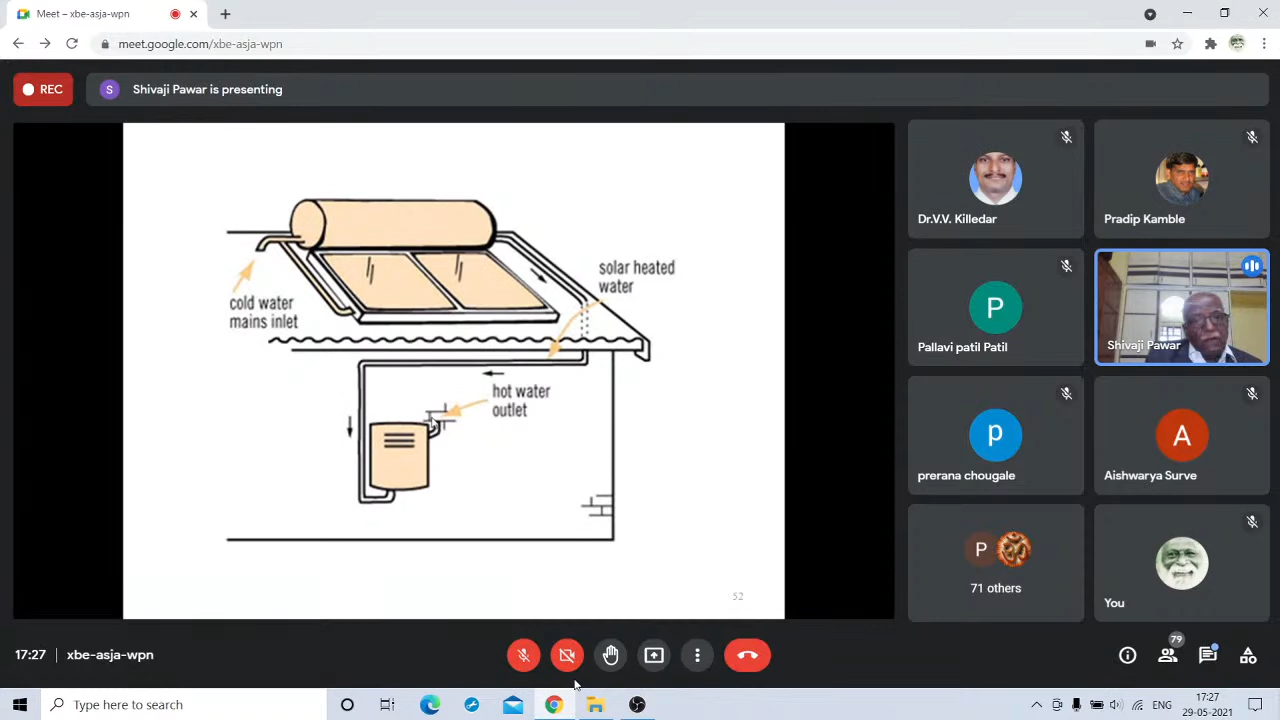 Meet – xbe-asja-wpn
meet.google.com/xbe-asja-wpn
REC
S
Shivaji Pawar is presenting
cold water
mains inlet
solar heated
water
hot water
outlet
52
Dr.V.V. Killedar
Pradip Kamble
P
Pallavi patil Patil
Shivaji Pawar
p
prerana chougale
A
Aishwarya Surve
P
71 others
You
17:27
xbe-asja-wpn
79
Type here to search
ENG
17:27
29-05-2021